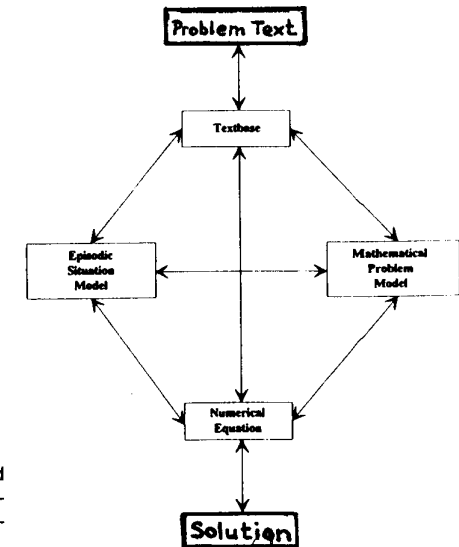 Problem Text
Textbase
Episodic
Situation
Model
Mathematical
Problem
Model
Numerical
Equation
d
-
-
Solution